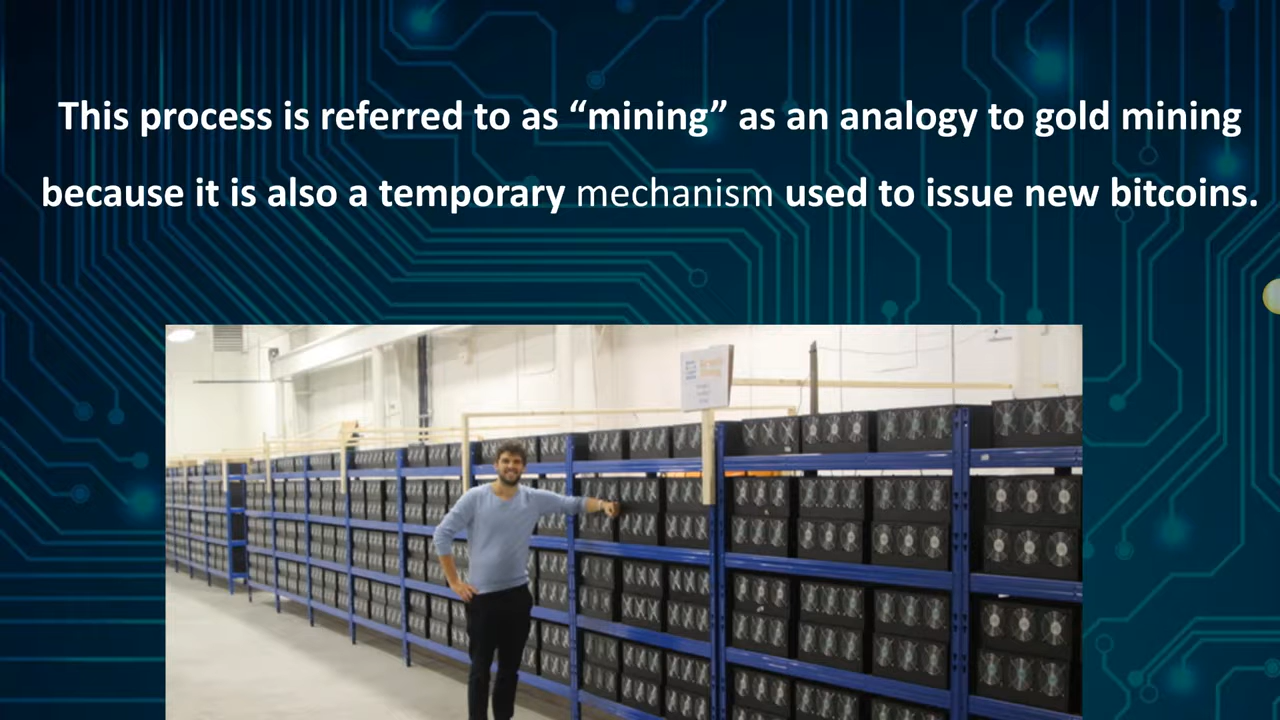 This process is referred to as “mining” as an analogy to gold mining
because it is also a temporary mechanism used to issue new bitcoins.